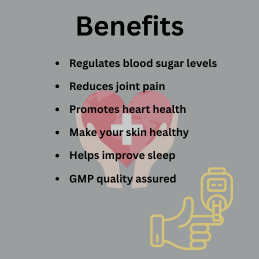 Benefits
• Regulates blood sugar levels
• Reduces joint pain
• Promotes heart health
• Make your skin healthy
• Helps improve sleep
• GMP quality assured